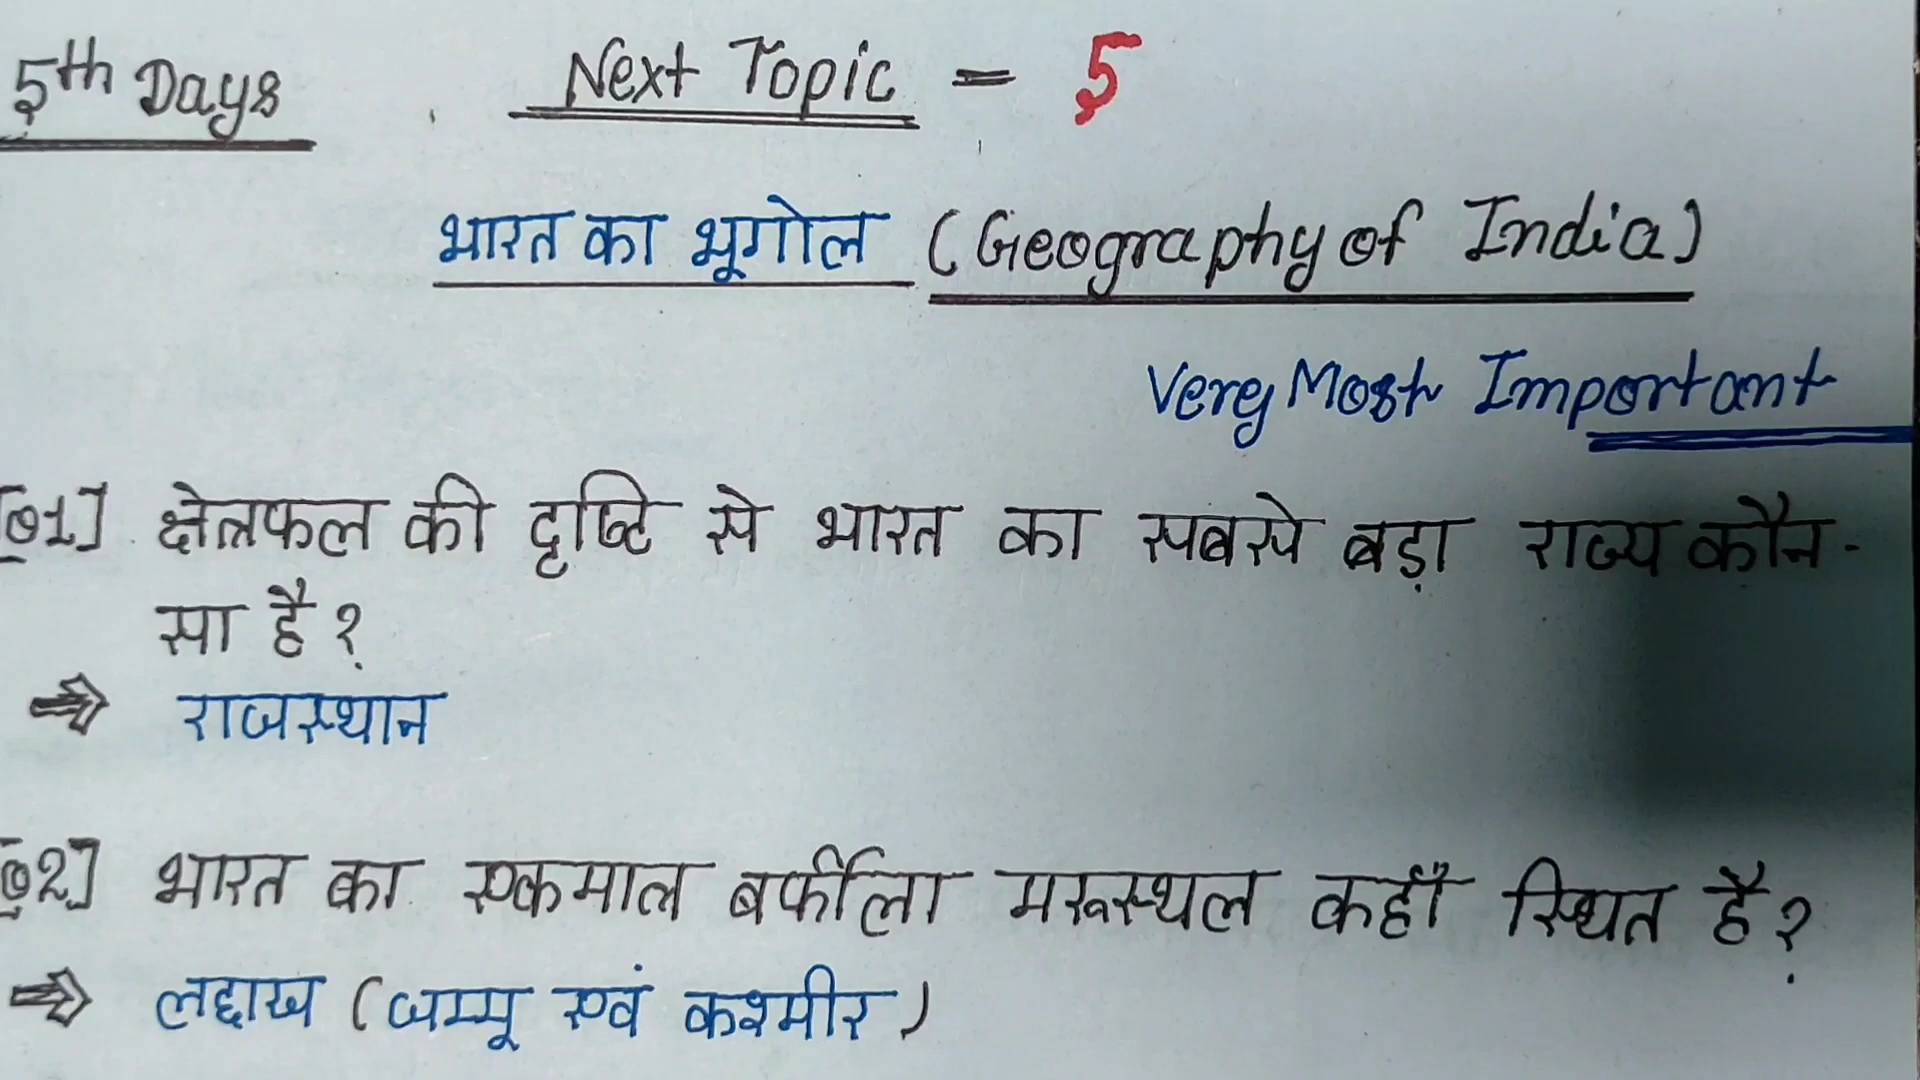 5th Days Next Topic = 5
भारत का भूगोल (Geography of India)
Very Most Important
[Q1] क्षेत्रफल की दृष्टि से भारत का सबसे बड़ा राज्य कौन-
सा है ?
⇒ राजस्थान
[Q2] भारत का एकमात्र बर्फीला मरूस्थल कहाँ स्थित है ?
⇒ लद्दाख (जम्मू एवं कश्मीर)